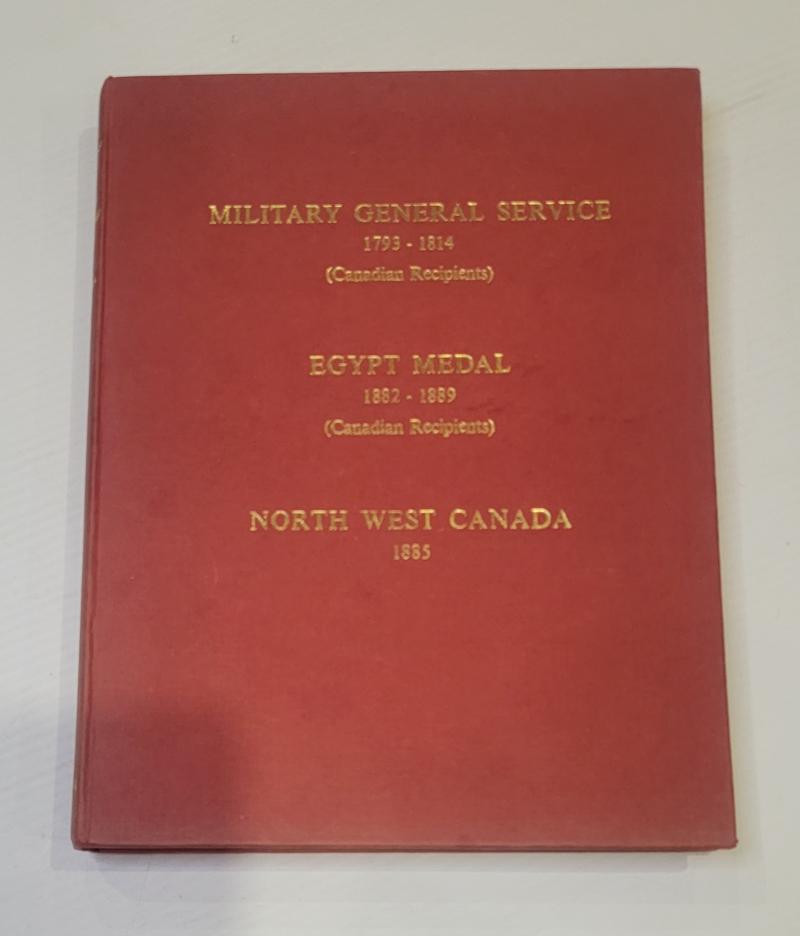 MILITARY GENERAL SERVICE
1793 - 1814
(Canadian Recipients)
EGYPT MEDAL
1882 - 1889
(Canadian Recipients)
NORTH WEST CANADA
1885